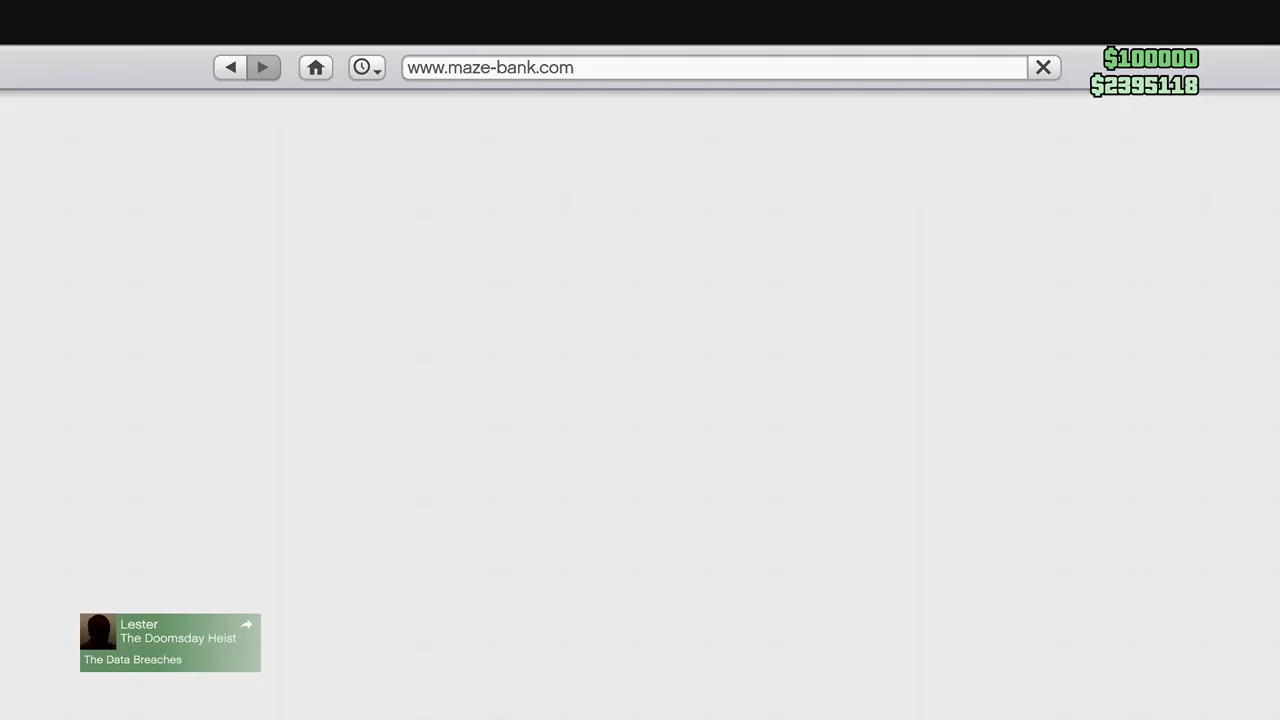 www.maze-bank.com
$100000
$2395118
Lester
The Doomsday Heist
The Data Breaches